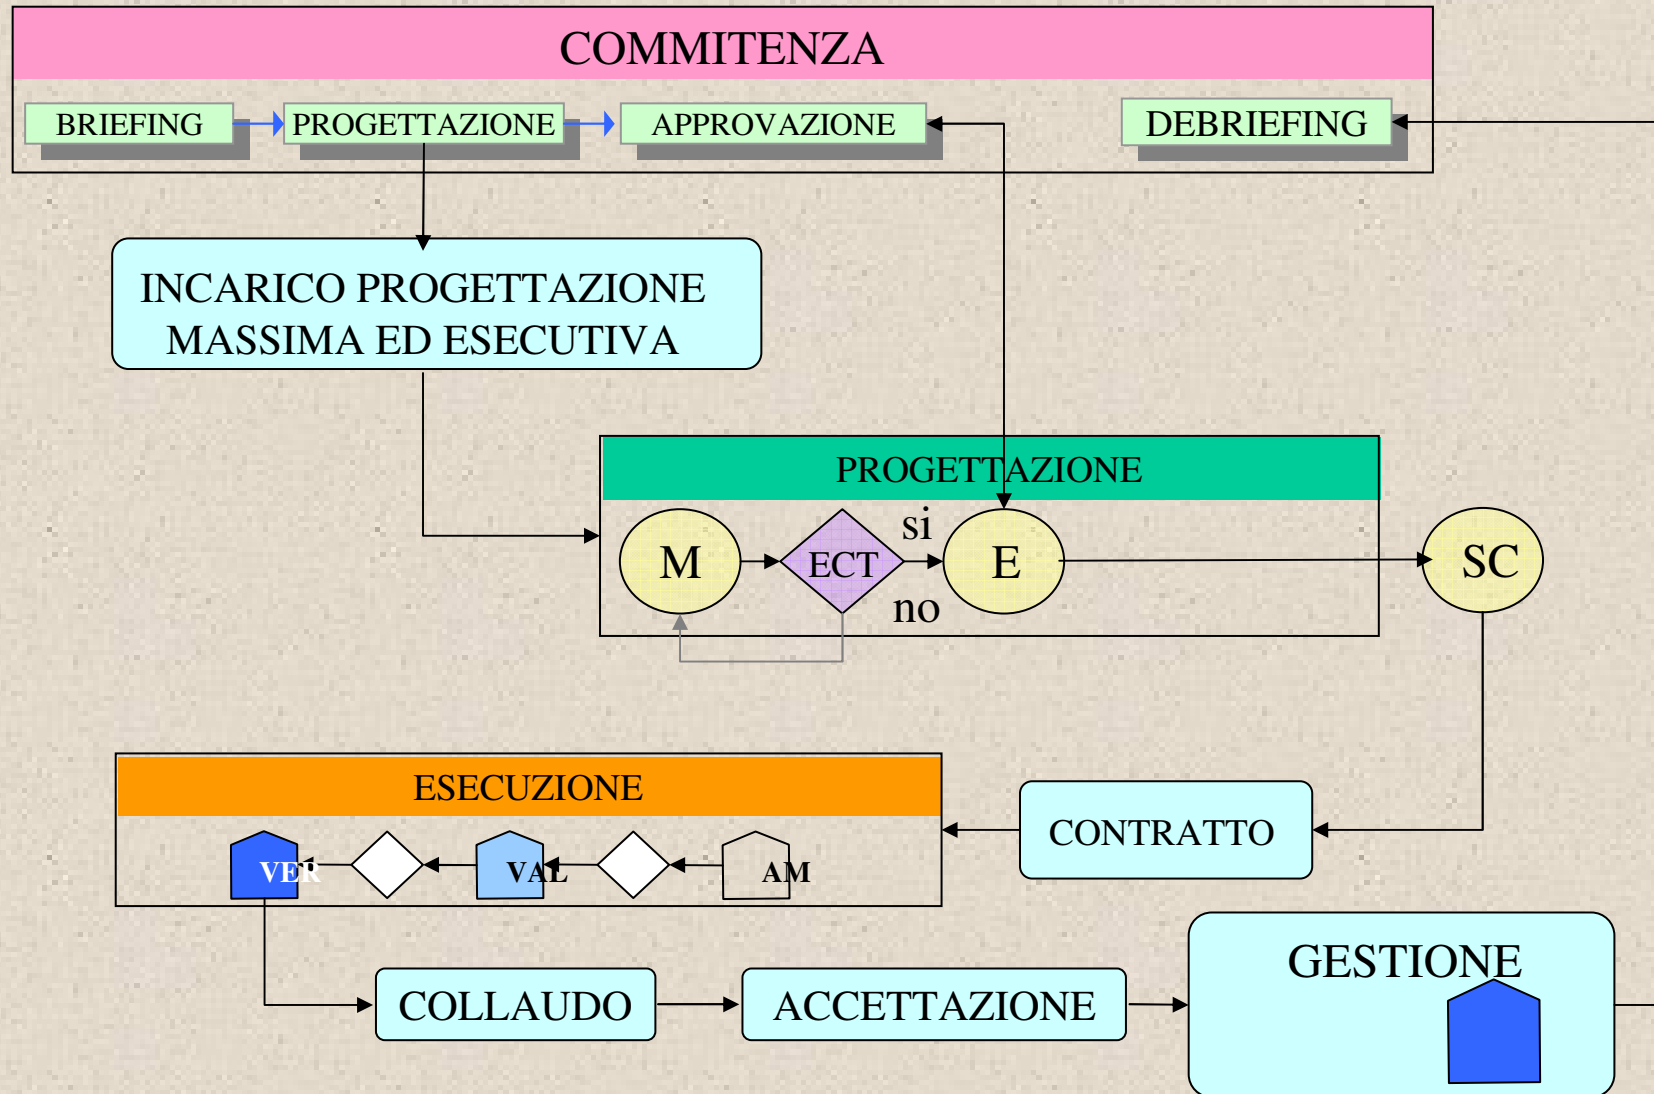 COMMITENZA
BRIEFING
PROGETTAZIONE
APPROVAZIONE
DEBRIEFING
INCARICO PROGETTAZIONE
MASSIMA ED ESECUTIVA
PROGETTAZIONE
M
ECT
si
no
E
SC
ESECUZIONE
VER
VAL
AM
CONTRATTO
COLLAUDO
ACCETTAZIONE
GESTIONE